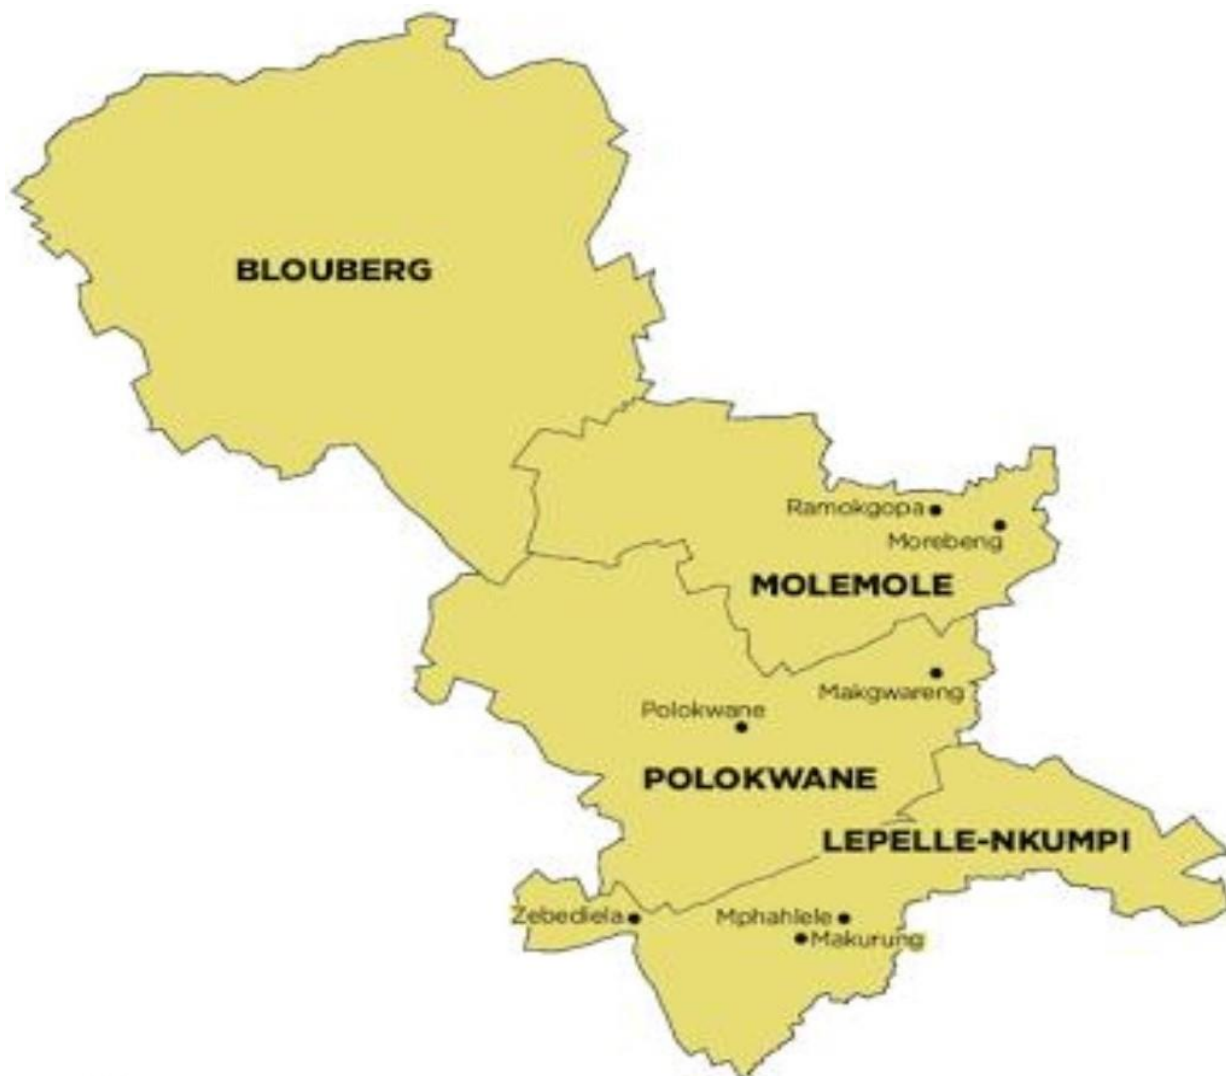 BLOUBERG
Ramokgopa
Morebeng
MOLEMOLE
Makgwareng
Polokwane
POLOKWANE
LEPELLE-NKUMPI
Zebediela
Mphahlele
Makurung